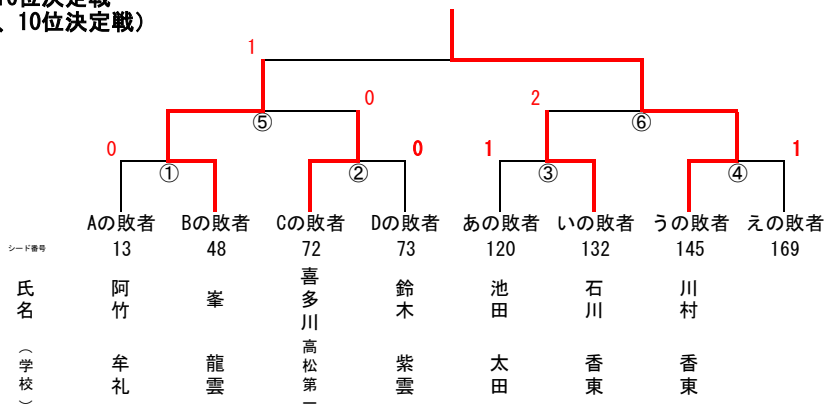 、10位決定戦）
1
0
2
⑤
⑥
0
0
1
1
①
②
③
④
Aの敗者 Bの敗者 Cの敗者 Dの敗者 あの敗者 いの敗者 うの敗者 えの敗者
シード番号 13 48 72 73 120 132 145 169
氏名 阿竹 峯 喜多川 鈴木 池田 石川 川村
（学校） 牟礼 龍雲 高松第一 紫雲 太田 香東 香東